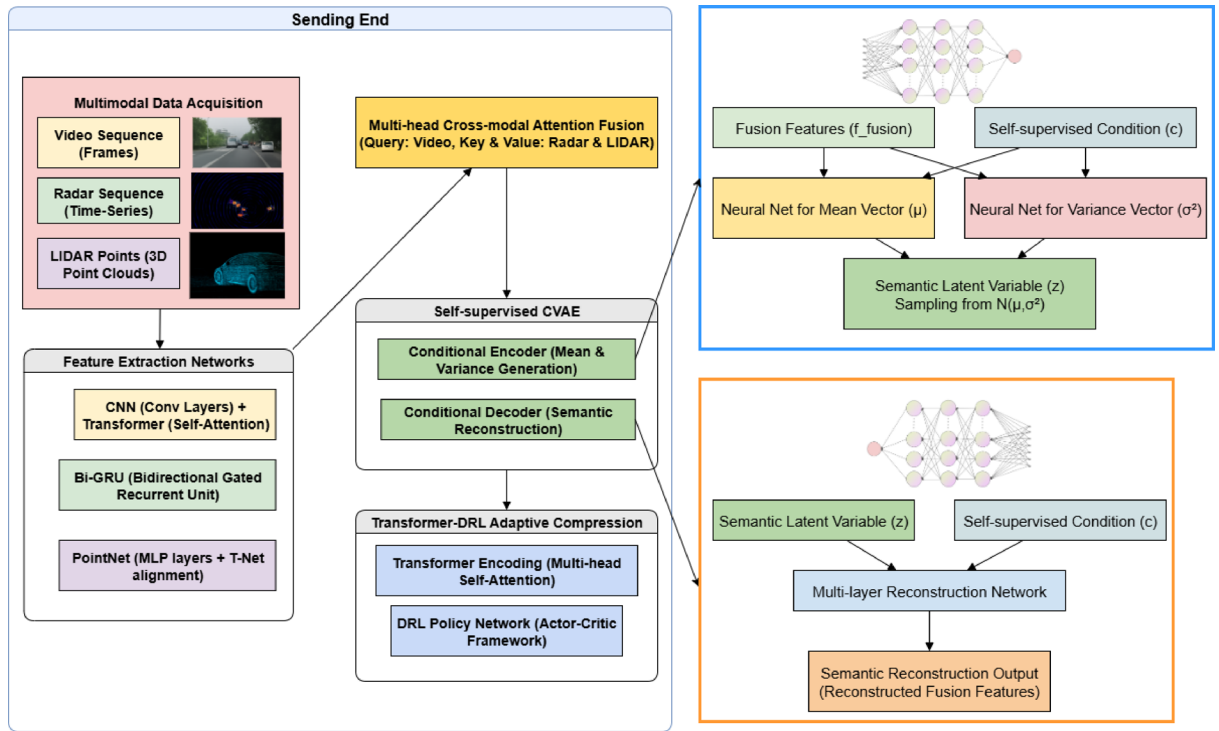 Sending End
Multimodal Data Acquisition
Video Sequence
(Frames)
Radar Sequence
(Time-Series)
LIDAR Points (3D
Point Clouds)
Feature Extraction Networks
CNN (Conv Layers) +
Transformer (Self-Attention)
Bi-GRU (Bidirectional Gated
Recurrent Unit)
PointNet (MLP layers + T-Net
alignment)
Multi-head Cross-modal Attention Fusion
(Query: Video, Key & Value: Radar & LIDAR)
Self-supervised CVAE
Conditional Encoder (Mean &
Variance Generation)
Conditional Decoder (Semantic
Reconstruction)
Transformer-DRL Adaptive Compression
Transformer Encoding (Multi-head
Self-Attention)
DRL Policy Network (Actor-Critic
Framework)
Fusion Features (f_fusion)
Self-supervised Condition (c)
Neural Net for Mean Vector (μ)
Neural Net for Variance Vector (σ²)
Semantic Latent Variable (z)
Sampling from N(μ,σ²)
Semantic Latent Variable (z)
Self-supervised Condition (c)
Multi-layer Reconstruction Network
Semantic Reconstruction Output
(Reconstructed Fusion Features)